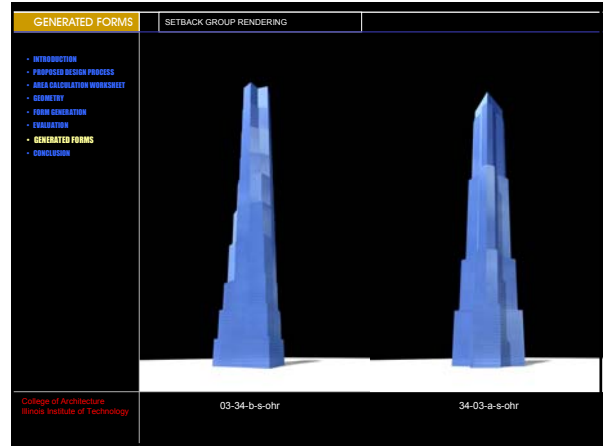 GENERATED FORMS
SETBACK GROUP RENDERING
• INTRODUCTION
• PROPOSED DESIGN PROCESS
• AREA CALCULATION WORKSHEET
• GEOMETRY
• FORM GENERATION
• EVALUATION
• GENERATED FORMS
• CONCLUSION
College of Architecture
Illinois Institute of Technology
03-34-b-s-ohr
34-03-a-s-ohr